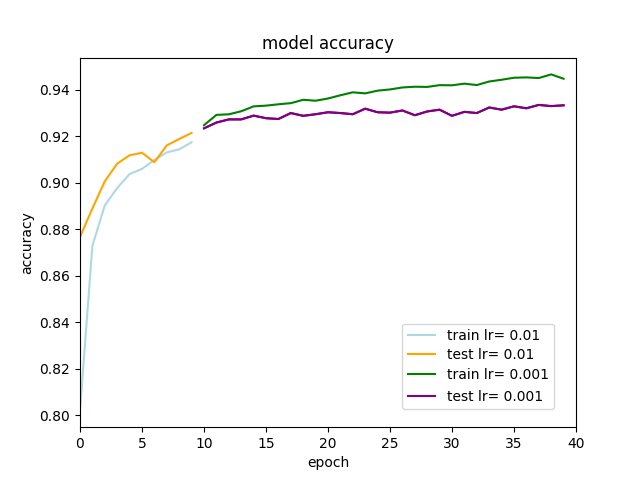 model accuracy
accuracy
0.94
0.92
0.90
0.88
0.86
0.84
0.82
0.80
train lr= 0.01
test lr= 0.01
train lr= 0.001
test lr= 0.001
0 5 10 15 20 25 30 35 40
epoch